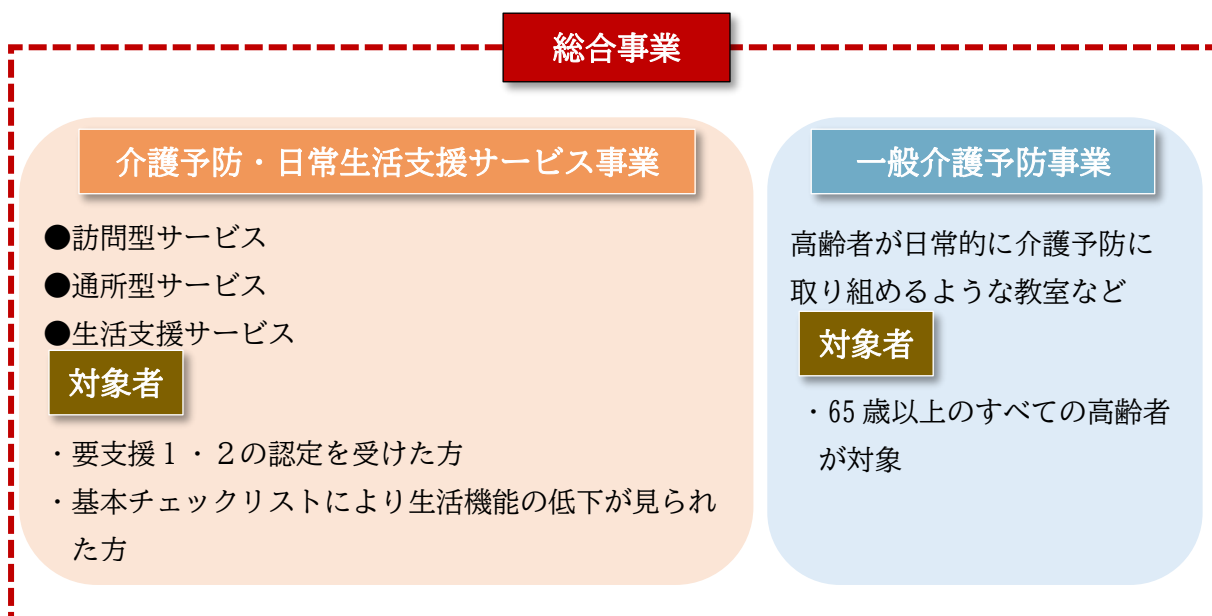 総合事業
介護予防・日常生活支援サービス事業
●訪問型サービス
●通所型サービス
●生活支援サービス
対象者
・要支援１・２の認定を受けた方
・基本チェックリストにより生活機能の低下が見られ
た方
一般介護予防事業
高齢者が日常的に介護予防に
取り組めるような教室など
対象者
・65 歳以上のすべての高齢者
が対象